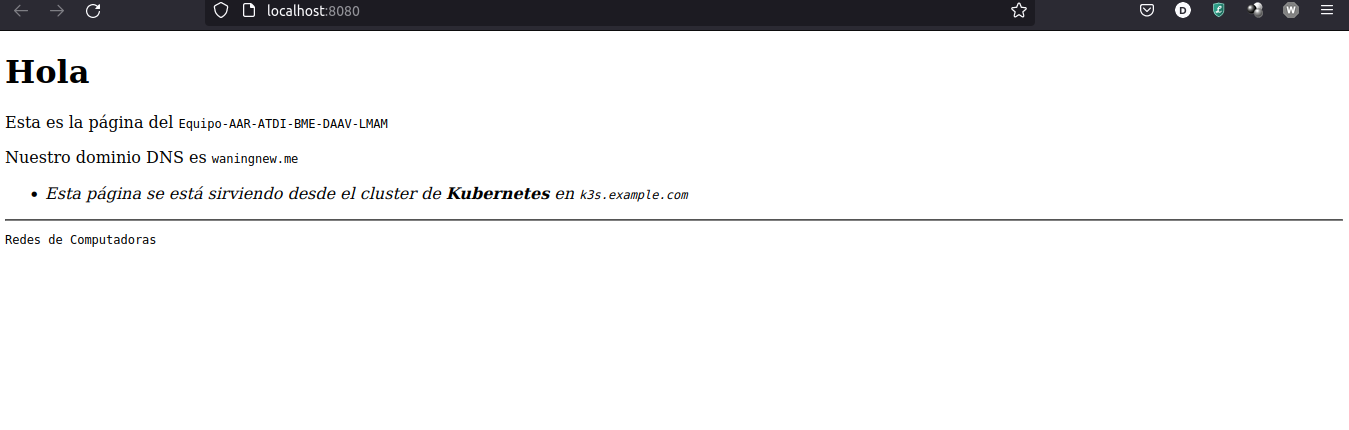 localhost:8080
D
W
Hola
Esta es la página del Equipo-AAR-ATDI-BME-DAAV-LMAM
Nuestro dominio DNS es waningnew.me
Esta página se está sirviendo desde el cluster de Kubernetes en k3s.example.com
Redes de Computadoras